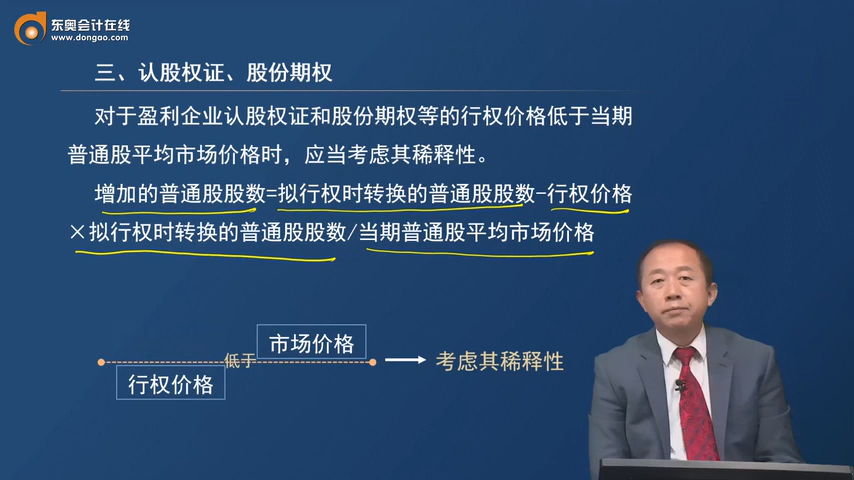 东奥会计在线
www.dongao.com
三、认股权证、股份期权
对于盈利企业认股权证和股份期权等的行权价格低于当期
普通股平均市场价格时，应当考虑其稀释性。
增加的普通股股数=拟行权时转换的普通股股数-行权价格
×拟行权时转换的普通股股数/当期普通股平均市场价格
市场价格
低于
考虑其稀释性
行权价格